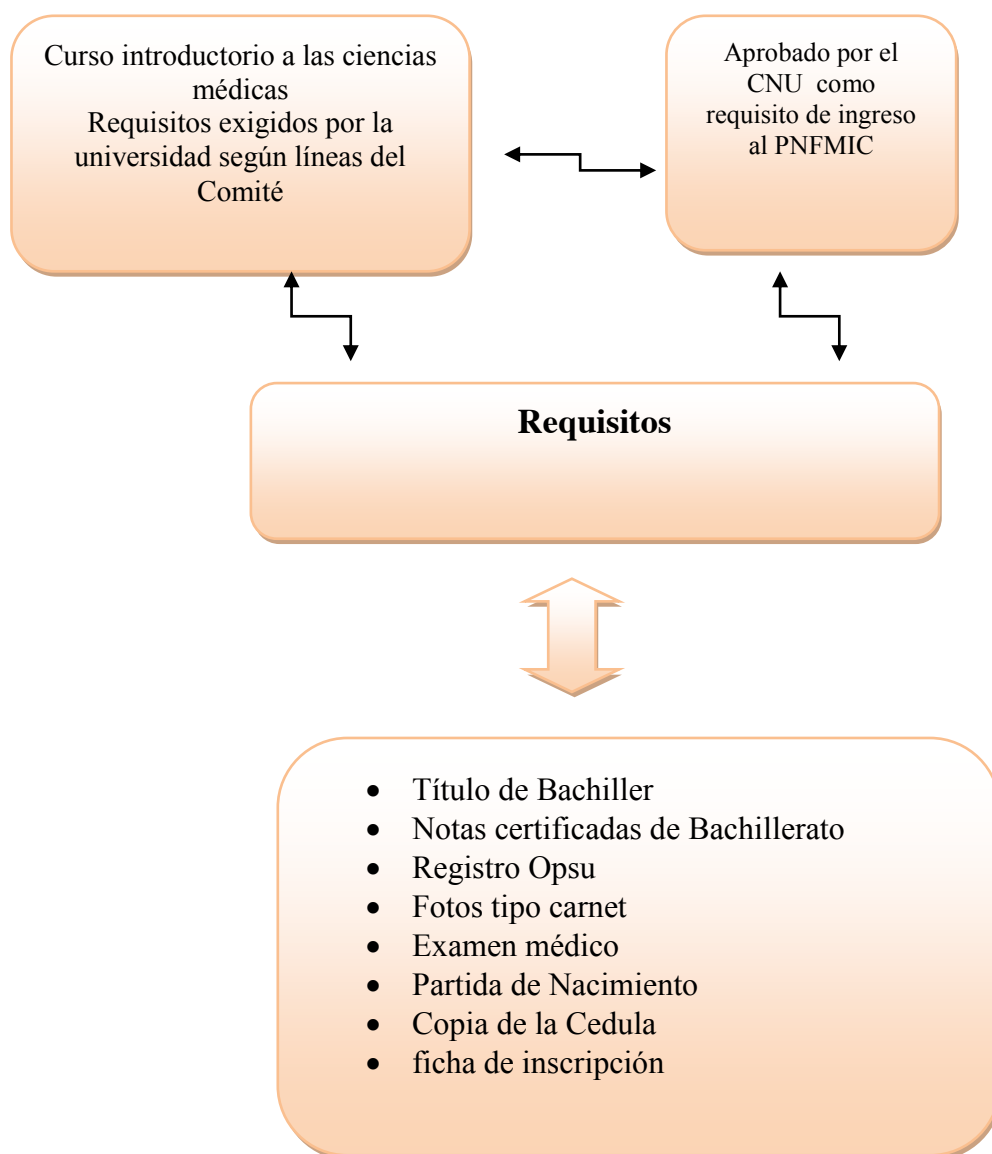 Curso introductorio a las ciencias
médicas
Requisitos exigidos por la
universidad según líneas del
Comité
Aprobado por el
CNU como
requisito de ingreso
al PNFMIC
Requisitos
• Título de Bachiller
• Notas certificadas de Bachillerato
• Registro Opsu
• Fotos tipo carnet
• Examen médico
• Partida de Nacimiento
• Copia de la Cedula
• ficha de inscripción